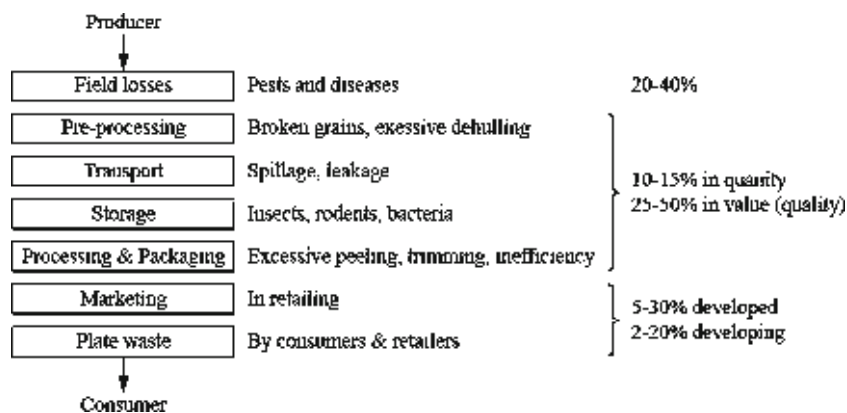 Producer
Field losses Pests and diseases 20-40%
Pre-processing Broken grains, exessive dehulling
Transport Spillage, leakage
10-15% in quanity
25-50% in value (quality)
Storage Insects, rodents, bacteria
Processing & Packaging Excessive peeling, trimming, inefficiency
Marketing In retailing
5-30% developed
2-20% developing
Plate waste By consumers & retailers
Consumer